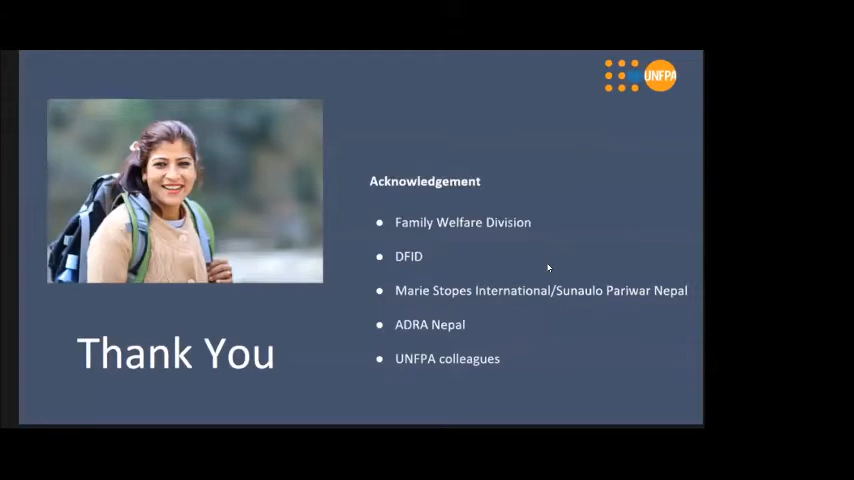 UNFPA
Acknowledgement
● Family Welfare Division
● DFID
● Marie Stopes International/Sunaulo Pariwar Nepal
● ADRA Nepal
● UNFPA colleagues
Thank You